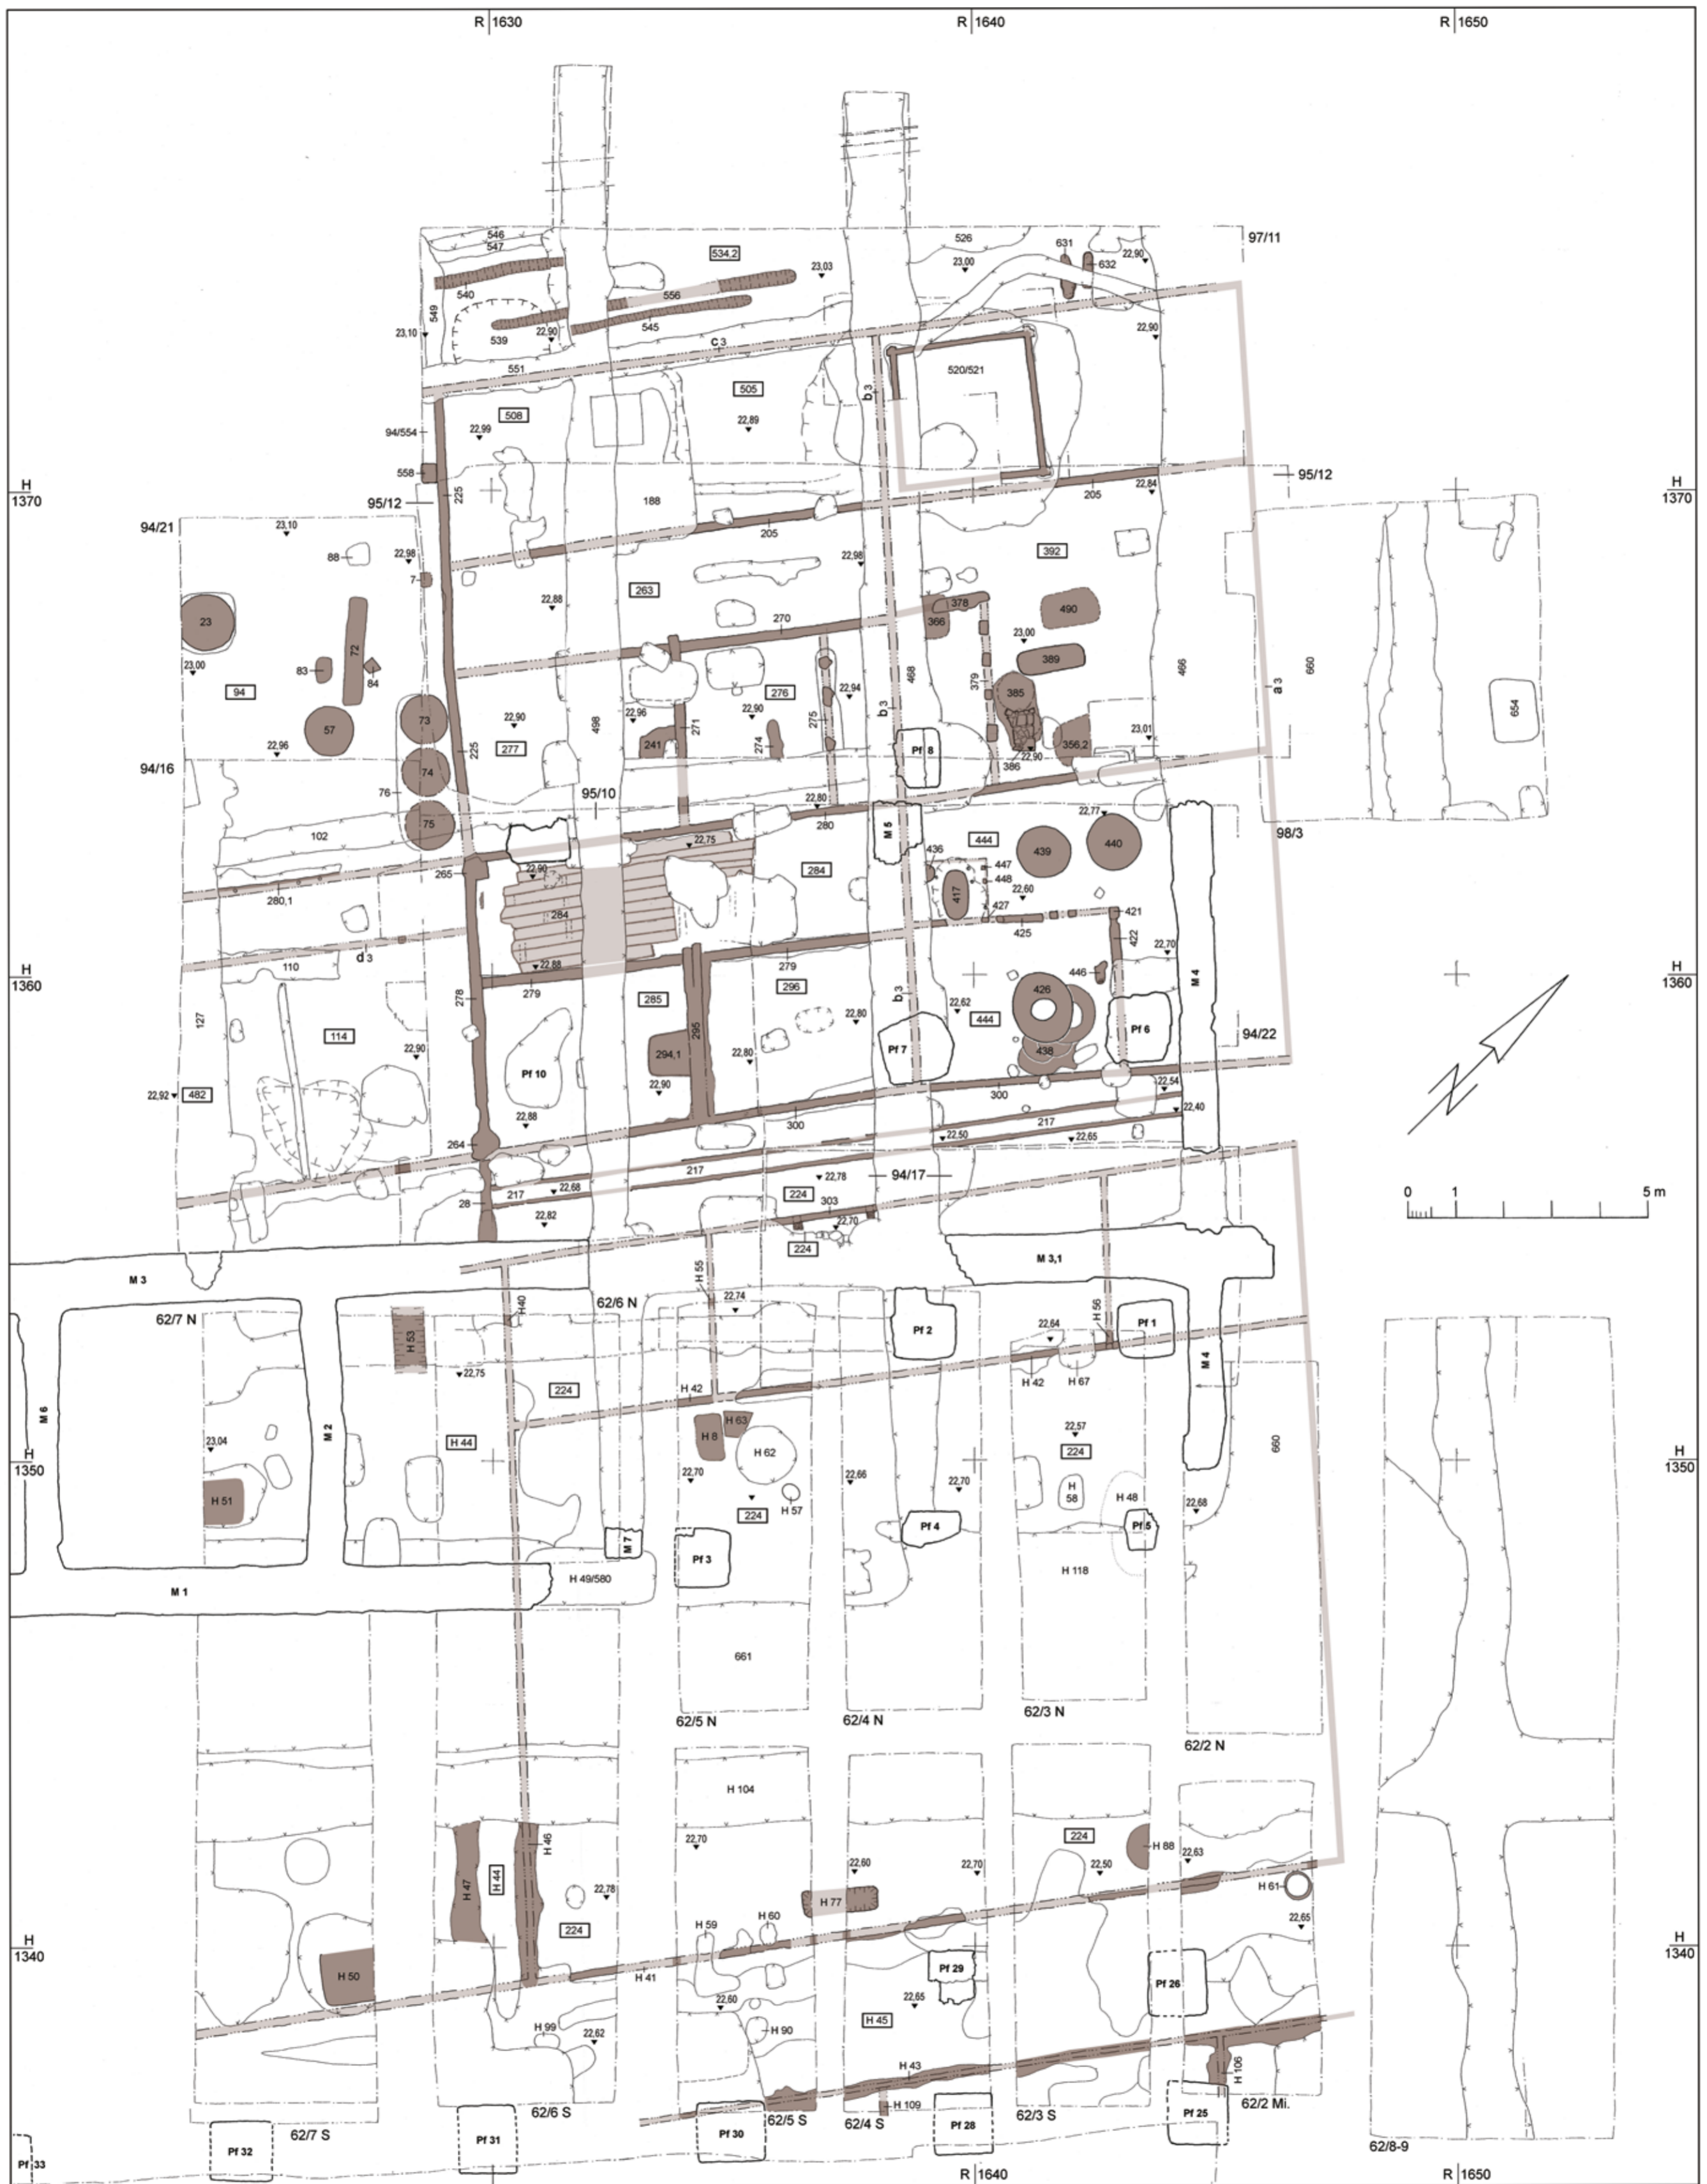 R 1630
R 1640
R 1650
97/11
546
547
534,2
526
631
632
22,90
23,03
23,00
540
556
545
549
23,10
539
22,90
22,90
c 3
551
520/521
508
505
b 3
94/554
22,99
22,89
558
H 1370
95/12
225
188
205
22,84
95/12
H 1370
94/21
23,10
205
88
22,98
22,98
392
7
263
22,88
23
270
378
366
490
72
23,00
83
84
389
23,00
94
468
379
466
660
a 3
276
385
73
22,94
b 3
654
57
22,90
22,96
22,90
275
271
22,96
225
277
498
241
274
Pf 8
356,2
23,01
94/16
74
386
22,90
76
95/10
22,80
75
280
M 5
22,77
98/3
102
22,75
444
439
440
436
265
22,90
284
447
448
280,1
417
22,60
284
427
421
425
422
d 3
279
22,70
110
22,88
446
H 1360
279
278
285
296
b 3
22,62
426
M 4
H 1360
127
22,80
444
Pf 6
94/22
114
295
Pf 7
22,90
294,1
22,80
438
Pf 10
22,90
22,54
22,92
482
300
22,88
300
22,40
217
264
22,50
22,65
217
22,78
94/17
0 1 5 m
28
217
22,68
224
303
22,82
22,70
224
M 3,1
M 3
H 55
H 40
62/6 N
22,74
62/7 N
H 56
Pf 2
22,64
Pf 1
H 53
M 4
22,75
224
H 42
H 42
H 67
M 6
M 2
H 63
22,57
H 8
23,04
H 44
H 62
224
660
H 1350
22,70
22,66
22,70
H 1350
H 51
H 57
H 58
H 48
22,68
224
Pf 4
Pf 5
M 7
Pf 3
M 1
H 49/580
H 118
661
62/5 N
62/4 N
62/3 N
62/2 N
H 104
224
H 46
22,70
H 88
22,63
22,60
22,70
22,50
H 47
H 44
22,78
H 77
H 61
224
H 59
H 60
22,65
H 1340
H 1340
H 50
H 41
Pf 29
Pf 26
22,60
22,65
H 45
H 99
22,62
H 90
H 43
H 106
H 109
62/7 S
62/6 S
62/5 S
62/4 S
62/3 S
62/2 Mi.
Pf 33
Pf 32
Pf 31
Pf 30
Pf 28
Pf 25
62/8-9
R 1640
R 1650